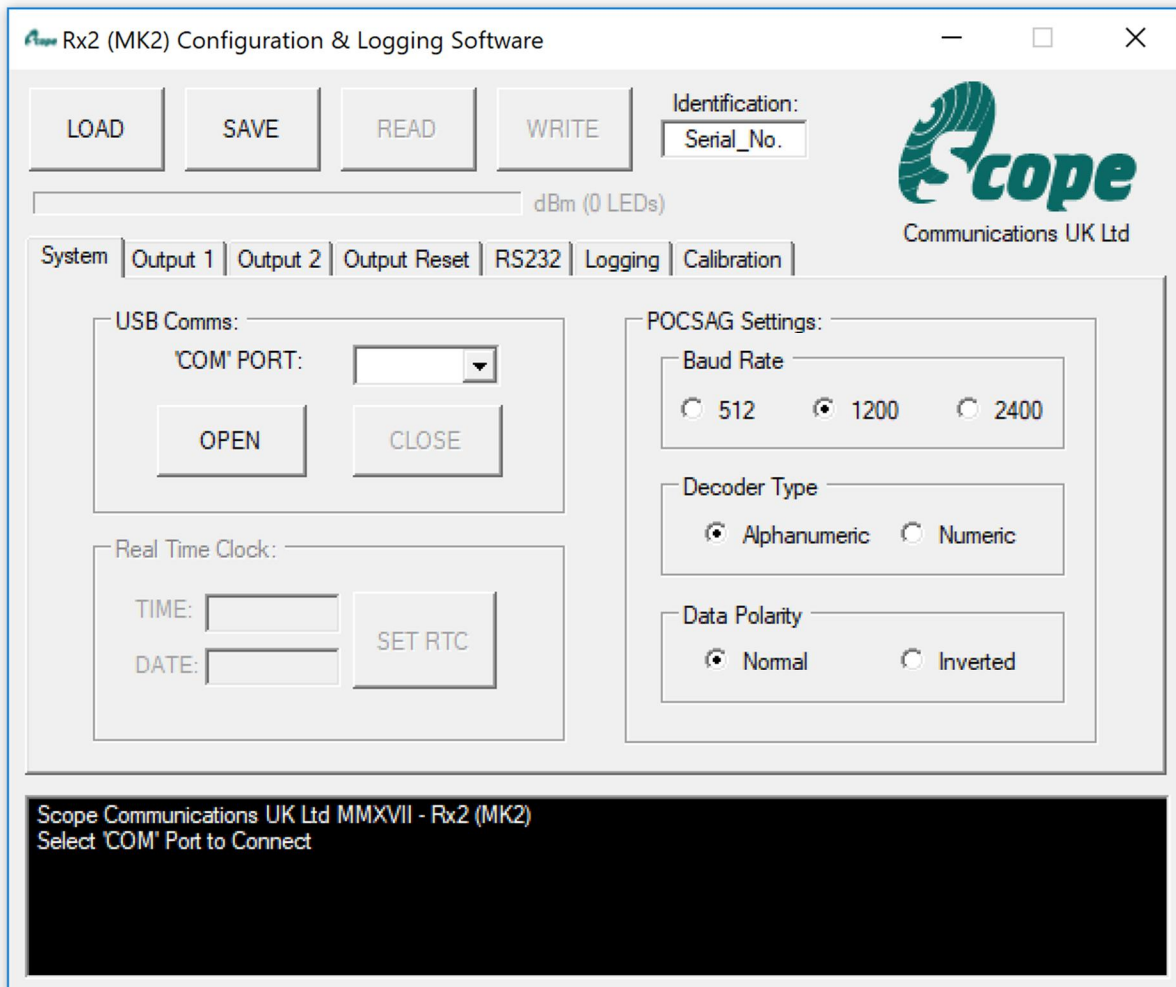 Scope Rx2 (MK2) Configuration & Logging Software
LOAD SAVE READ WRITE
Identification:
Serial_No.
Scope
Communications UK Ltd
dBm (0 LEDs)
System Output 1 Output 2 Output Reset RS232 Logging Calibration
USB Comms:
'COM' PORT:
OPEN CLOSE
Real Time Clock:
TIME:
DATE:
SET RTC
POCSAG Settings:
Baud Rate
512 1200 2400
Decoder Type
Alphanumeric Numeric
Data Polarity
Normal Inverted
Scope Communications UK Ltd MMXVII - Rx2 (MK2)
Select 'COM' Port to Connect